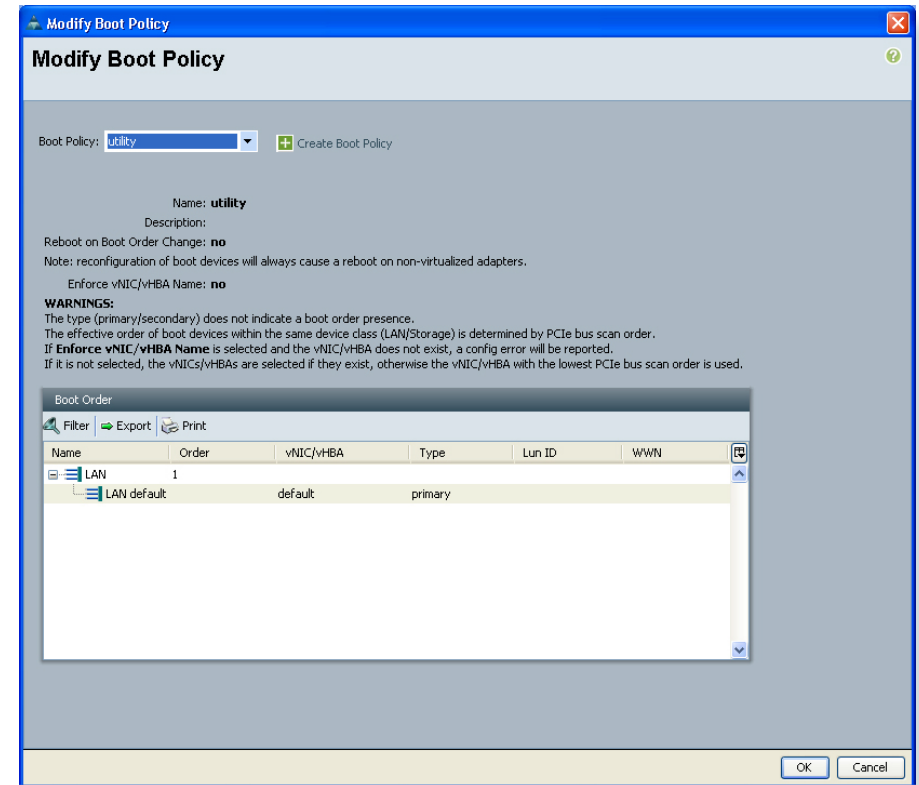 Modify Boot Policy
Modify Boot Policy
Boot Policy: utility Create Boot Policy
Name: utility
Description:
Reboot on Boot Order Change: no
Note: reconfiguration of boot devices will always cause a reboot on non-virtualized adapters.
Enforce vNIC/vHBA Name: no
WARNINGS:
The type (primary/secondary) does not indicate a boot order presence.
The effective order of boot devices within the same device class (LAN/Storage) is determined by PCIe bus scan order.
If Enforce vNIC/vHBA Name is selected and the vNIC/vHBA does not exist, a config error will be reported.
If it is not selected, the vNICs/vHBAs are selected if they exist, otherwise the vNIC/vHBA with the lowest PCIe bus scan order is used.
Boot Order
Filter Export Print
Name Order vNIC/vHBA Type Lun ID WWN
LAN 1
LAN default default primary
OK Cancel